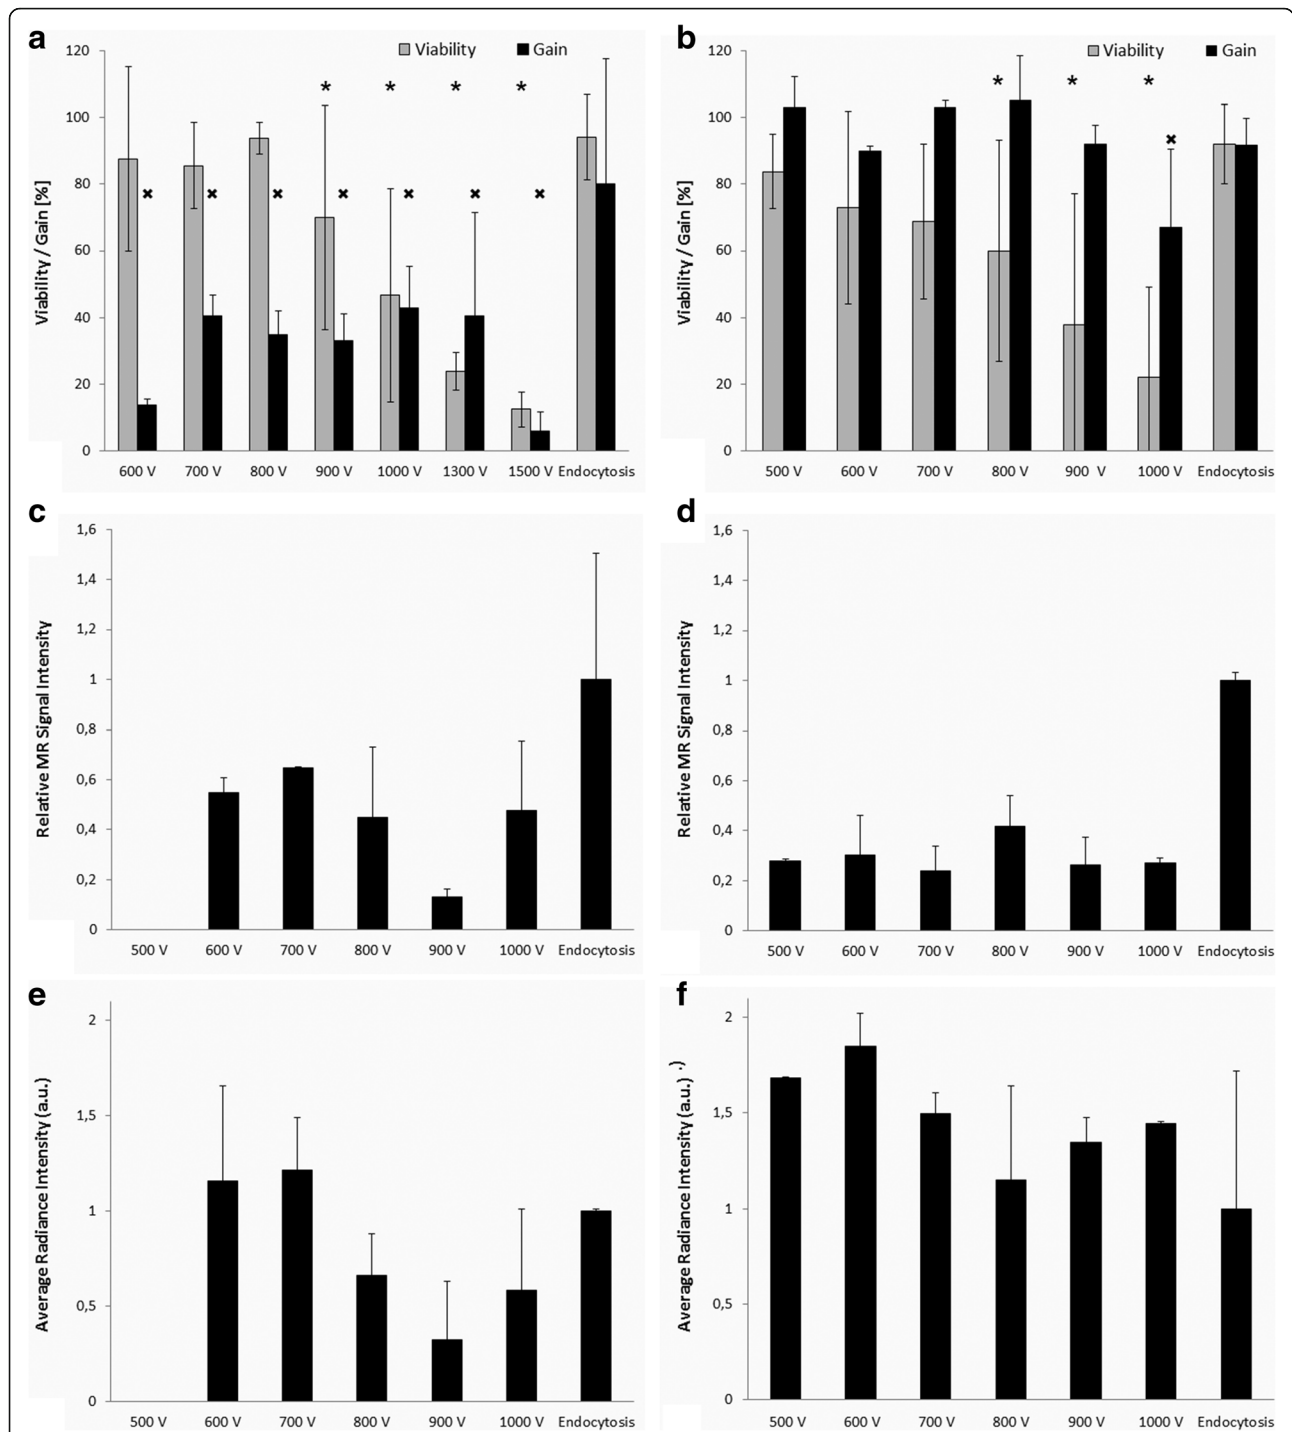 a
Viability
Gain
Viability / Gain [%]
120
100
80
60
40
20
0
*
*
*
*
✖
✖
✖
✖
✖
✖
✖
600 V
700 V
800 V
900 V
1000 V
1300 V
1500 V
Endocytosis
b
Viability
Gain
Viability / Gain [%]
120
100
80
60
40
20
0
*
*
*
✖
500 V
600 V
700 V
800 V
900 V
1000 V
Endocytosis
c
Relative MR Signal Intensity
1,6
1,4
1,2
1
0,8
0,6
0,4
0,2
0
500 V
600 V
700 V
800 V
900 V
1000 V
Endocytosis
d
Relative MR Signal Intensity
1,6
1,4
1,2
1
0,8
0,6
0,4
0,2
0
500 V
600 V
700 V
800 V
900 V
1000 V
Endocytosis
e
Average Radiance Intensity (a.u.)
2
1,5
1
0,5
0
500 V
600 V
700 V
800 V
900 V
1000 V
Endocytosis
f
Average Radiance Intensity (a.u.) .)
2
1,5
1
0,5
0
500 V
600 V
700 V
800 V
900 V
1000 V
Endocytosis